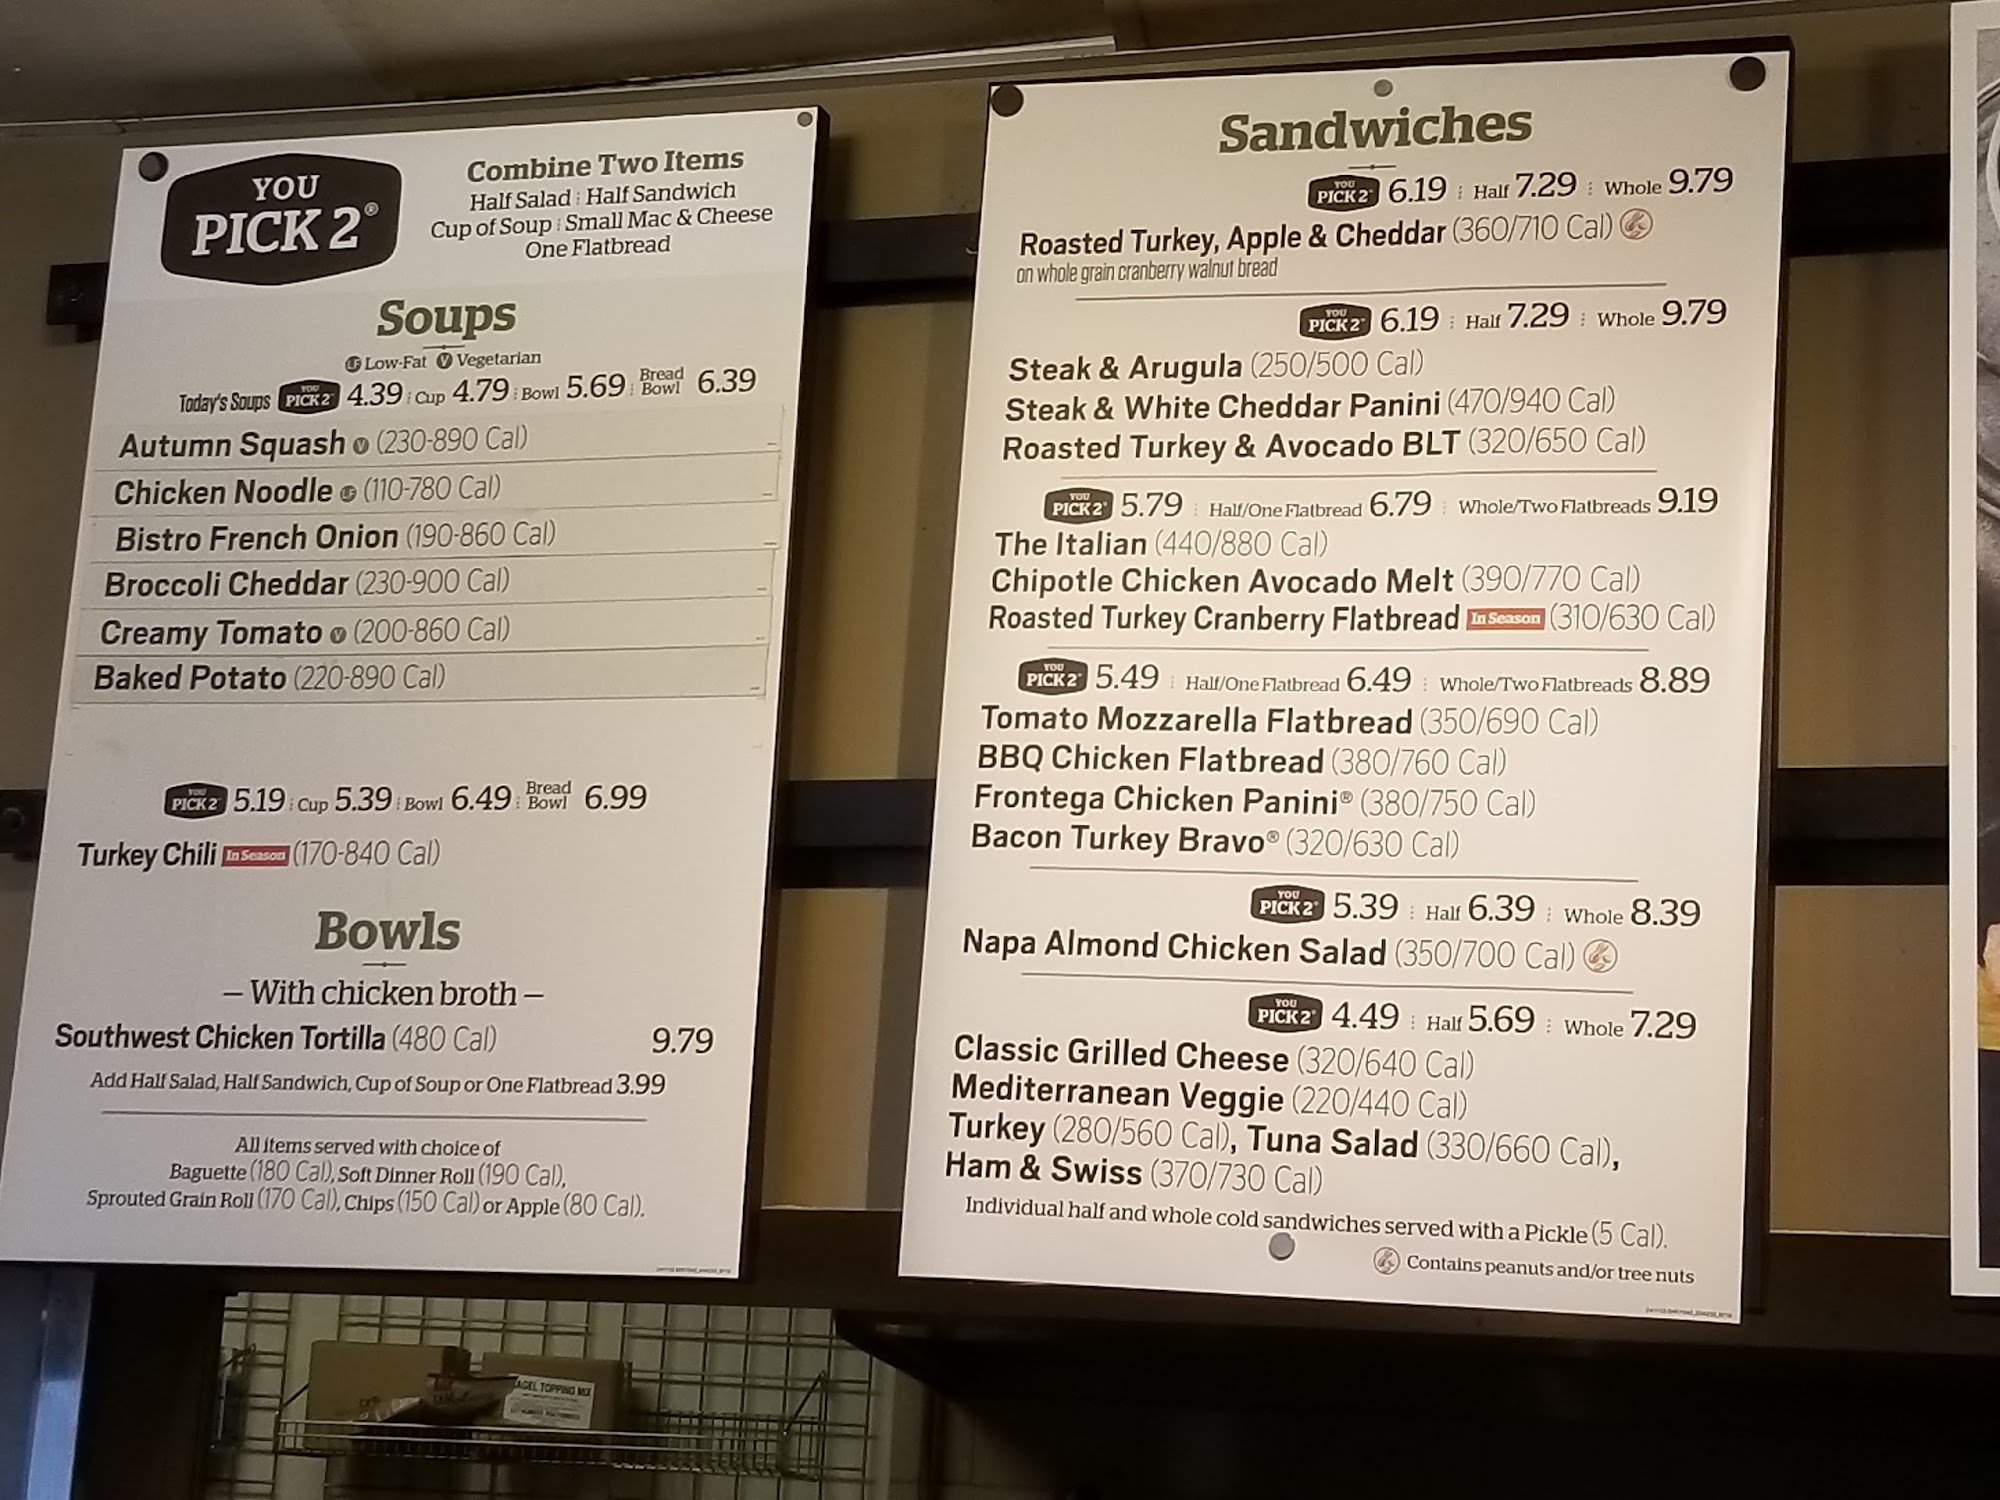 YOU
PICK 2®
Combine Two Items
Half Salad ⋮ Half Sandwich
Cup of Soup ⋮ Small Mac & Cheese
One Flatbread
Soups
LF Low-Fat V Vegetarian
Today's Soups YOU PICK 2® 4.39 ⋮ Cup 4.79 ⋮ Bowl 5.69 ⋮ Bread Bowl 6.39
Autumn Squash V (230-890 Cal)
Chicken Noodle LF (110-780 Cal)
Bistro French Onion (190-860 Cal)
Broccoli Cheddar (230-900 Cal)
Creamy Tomato V (200-860 Cal)
Baked Potato (220-890 Cal)
YOU PICK 2® 5.19 ⋮ Cup 5.39 ⋮ Bowl 6.49 ⋮ Bread Bowl 6.99
Turkey Chili In Season (170-840 Cal)
Bowls
– With chicken broth –
Southwest Chicken Tortilla (480 Cal) 9.79
Add Half Salad, Half Sandwich, Cup of Soup or One Flatbread 3.99
All items served with choice of
Baguette (180 Cal), Soft Dinner Roll (190 Cal),
Sprouted Grain Roll (170 Cal), Chips (150 Cal) or Apple (80 Cal).
Sandwiches
YOU PICK 2® 6.19 ⋮ Half 7.29 ⋮ Whole 9.79
Roasted Turkey, Apple & Cheddar (360/710 Cal)
on whole grain cranberry walnut bread
YOU PICK 2® 6.19 ⋮ Half 7.29 ⋮ Whole 9.79
Steak & Arugula (250/500 Cal)
Steak & White Cheddar Panini (470/940 Cal)
Roasted Turkey & Avocado BLT (320/650 Cal)
YOU PICK 2® 5.79 ⋮ Half/One Flatbread 6.79 ⋮ Whole/Two Flatbreads 9.19
The Italian (440/880 Cal)
Chipotle Chicken Avocado Melt (390/770 Cal)
Roasted Turkey Cranberry Flatbread In Season (310/630 Cal)
YOU PICK 2® 5.49 ⋮ Half/One Flatbread 6.49 ⋮ Whole/Two Flatbreads 8.89
Tomato Mozzarella Flatbread (350/690 Cal)
BBQ Chicken Flatbread (380/760 Cal)
Frontega Chicken Panini® (380/750 Cal)
Bacon Turkey Bravo® (320/630 Cal)
YOU PICK 2® 5.39 ⋮ Half 6.39 ⋮ Whole 8.39
Napa Almond Chicken Salad (350/700 Cal)
YOU PICK 2® 4.49 ⋮ Half 5.69 ⋮ Whole 7.29
Classic Grilled Cheese (320/640 Cal)
Mediterranean Veggie (220/440 Cal)
Turkey (280/560 Cal), Tuna Salad (330/660 Cal),
Ham & Swiss (370/730 Cal)
Individual half and whole cold sandwiches served with a Pickle (5 Cal).
Contains peanuts and/or tree nuts
TOPPING MIX